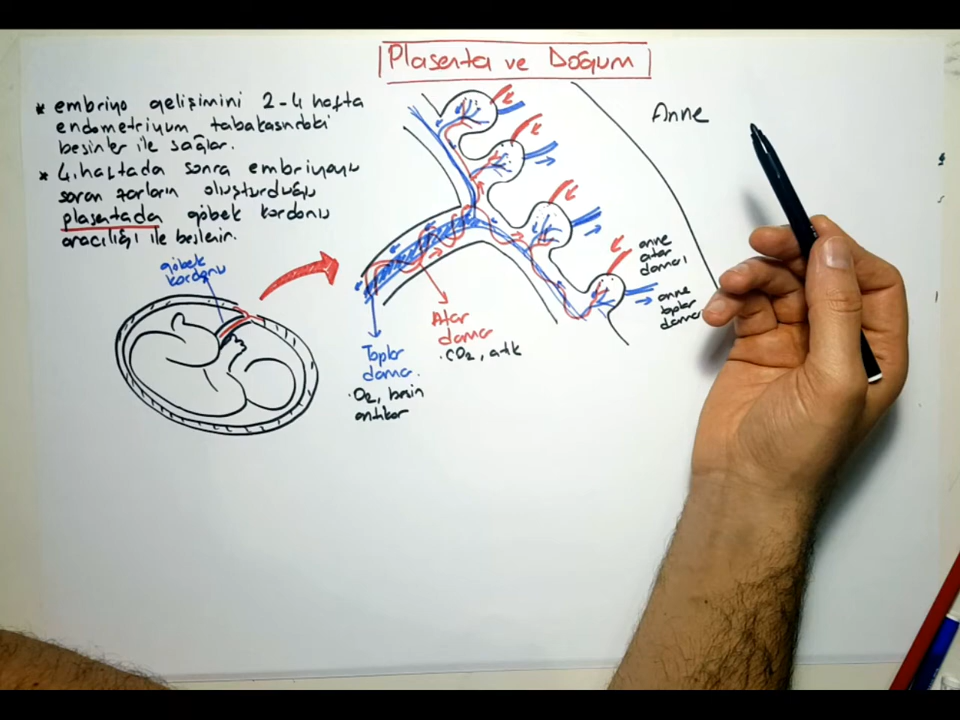 Plasenta ve Doğum
* embriyo gelişimini 2-4 hafta
endometriyum tabakasındaki
besinler ile sağlar.
* 4. haftada sonra embriyonu
saran zarların oluşturduğu
plasentada göbek kordonu
aracılığı ile beslenir.
göbek
kordonu
Anne
anne
atar
damarı
anne
toplar
damar
Atar
damar
·CO2, atık
Toplar
damar
·O2, besin
antikor